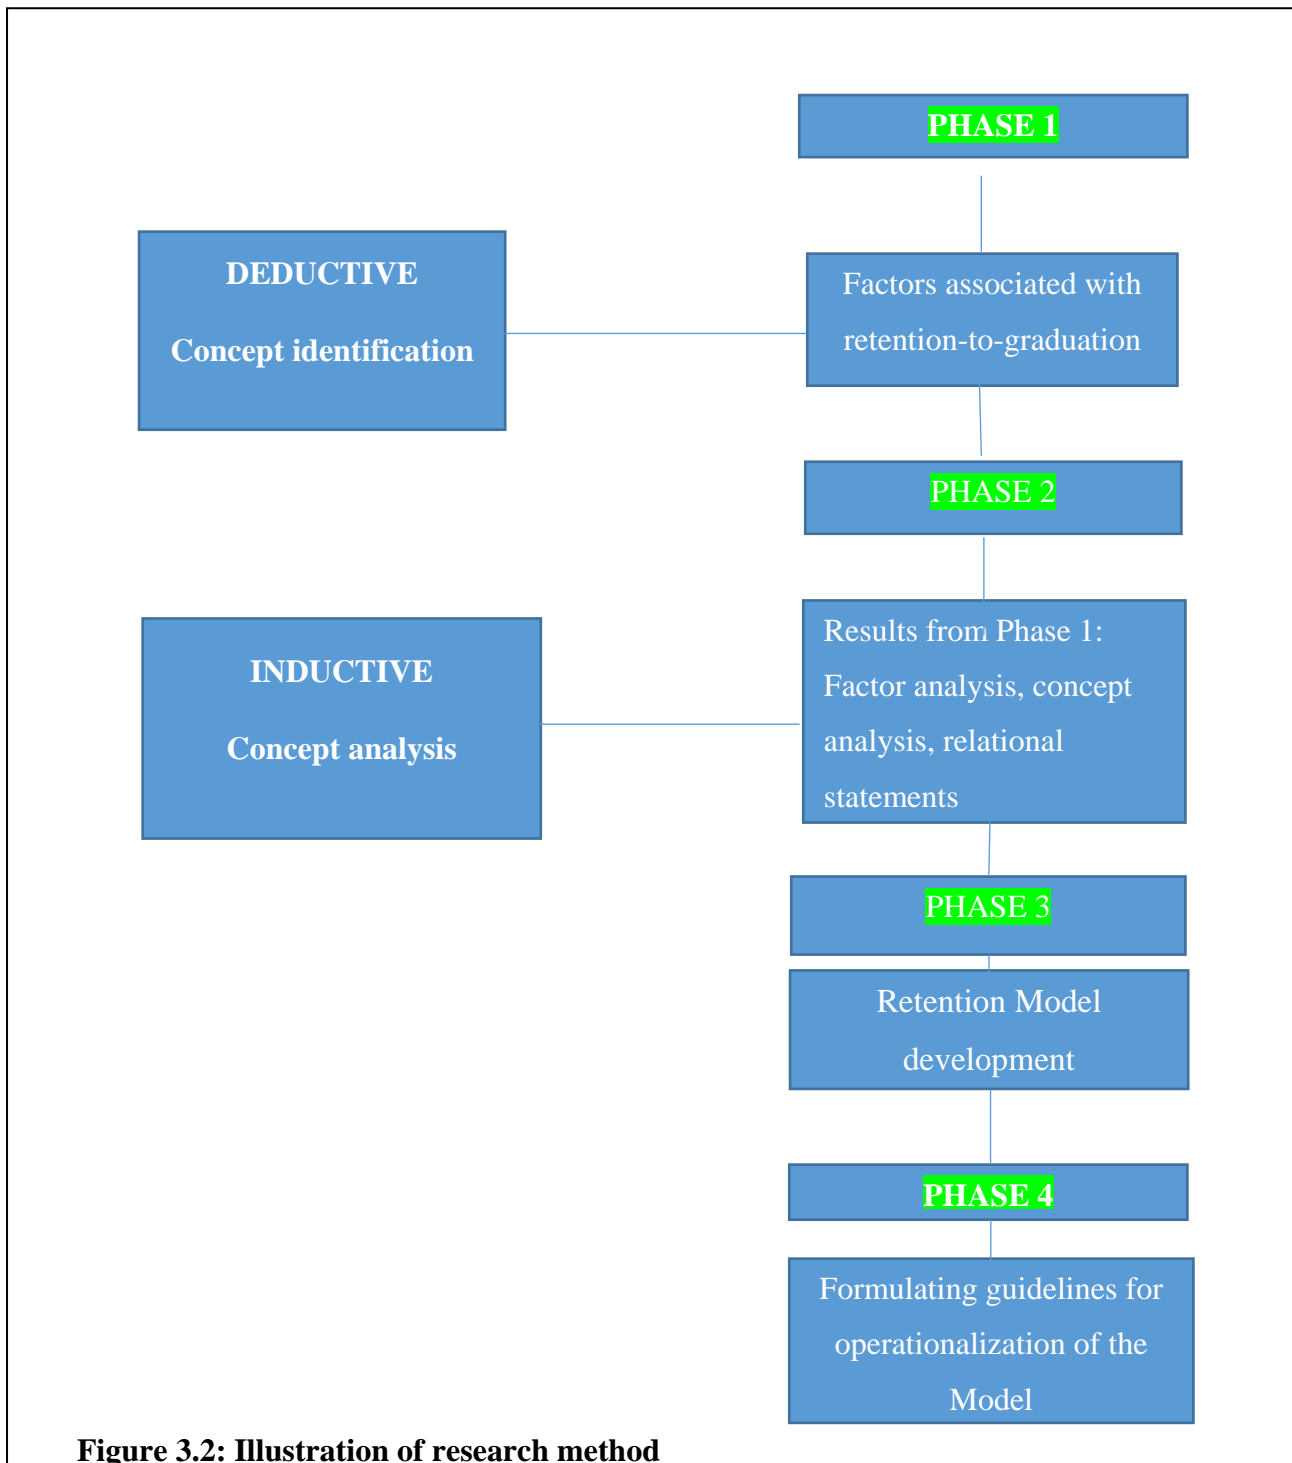 PHASE 1
DEDUCTIVE
Concept identification
Factors associated with
retention-to-graduation
PHASE 2
INDUCTIVE
Concept analysis
Results from Phase 1:
Factor analysis, concept
analysis, relational
statements
PHASE 3
Retention Model
development
PHASE 4
Formulating guidelines for
operationalization of the
Model
Figure 3.2: Illustration of research method